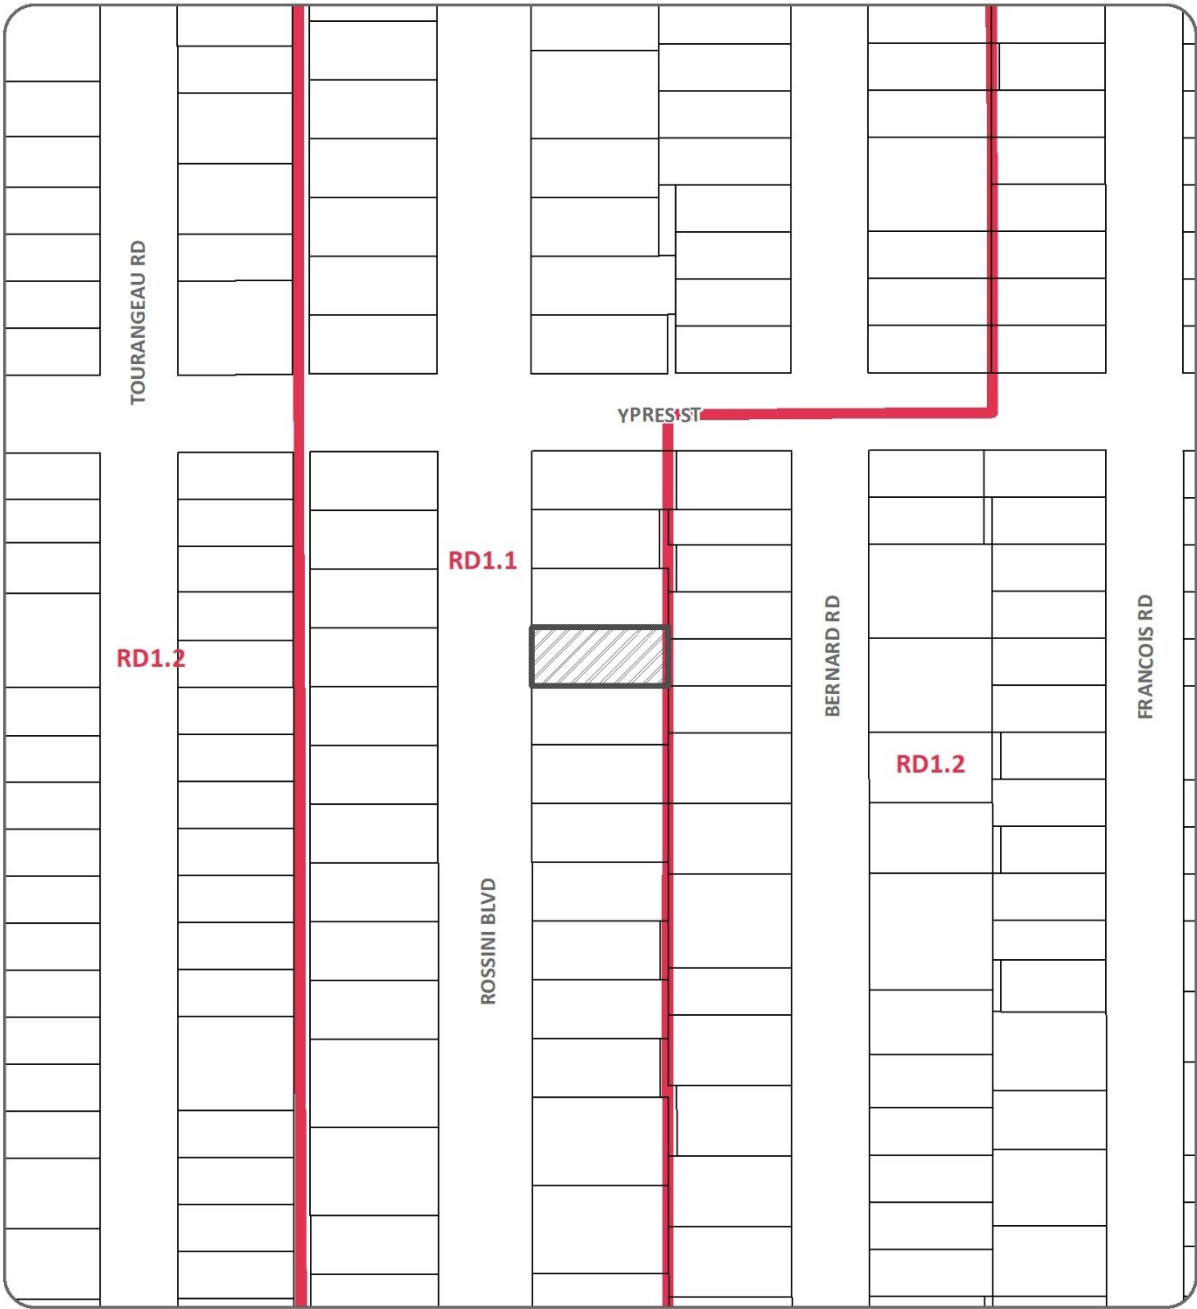 TOURANGEAU RD
YPRES ST
RD1.1
RD1.2
BERNARD RD
FRANCOIS RD
RD1.2
ROSSINI BLVD